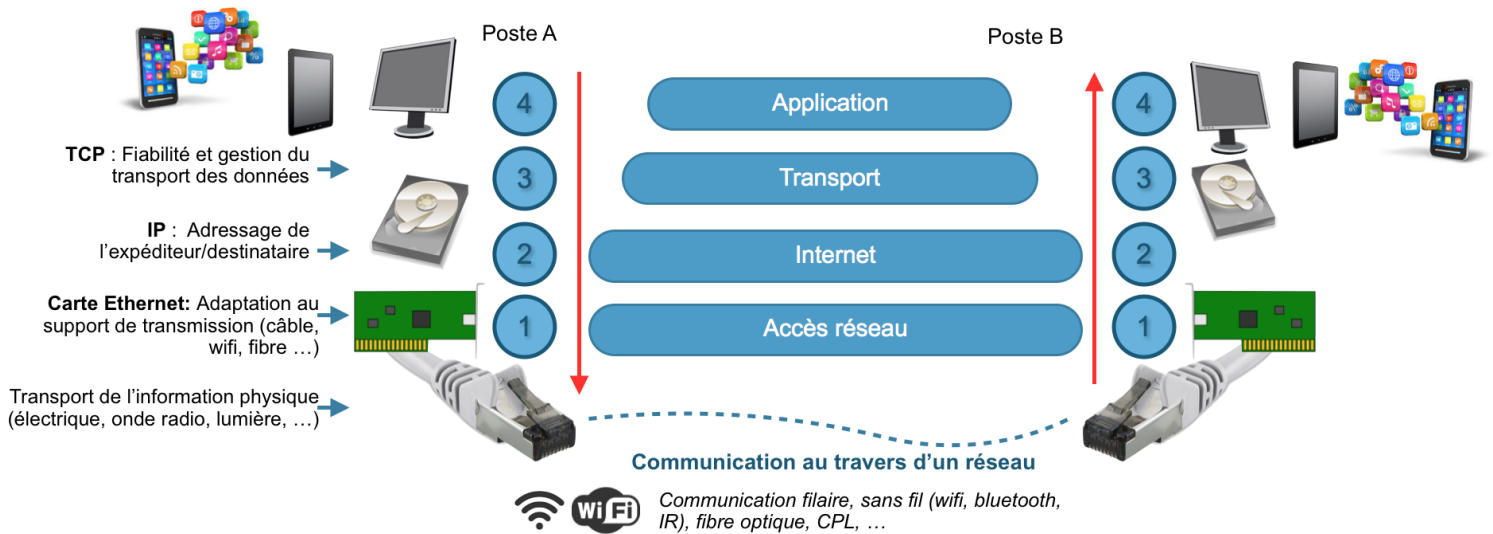 Poste A
Poste B
4
Application
4
TCP : Fiabilité et gestion du
transport des données
3
Transport
3
IP :  Adressage de
l’expéditeur/destinataire
2
Internet
2
Carte Ethernet: Adaptation au
support de transmission (câble,
wifi, fibre …)
1
Accès réseau
1
Transport de l’information physique
(électrique, onde radio, lumière, …)
Communication au travers d’un réseau
WiFi
Communication filaire, sans fil (wifi, bluetooth,
IR), fibre optique, CPL, …